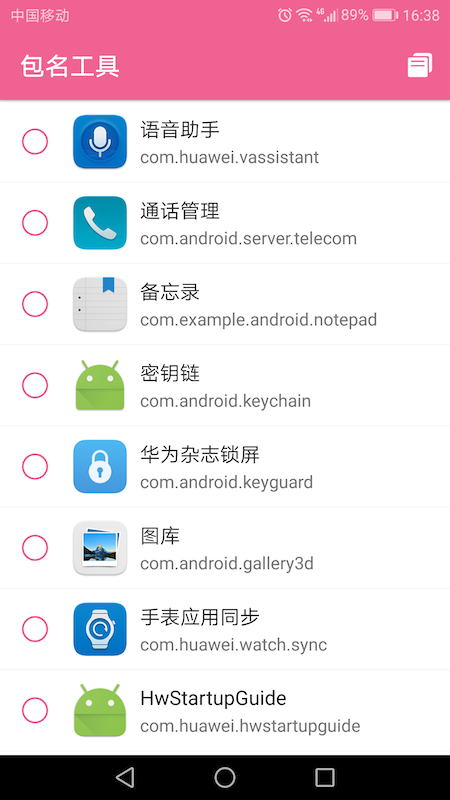 中国移动 4G 89% 16:38
包名工具
语音助手
com.huawei.vassistant
通话管理
com.android.server.telecom
备忘录
com.example.android.notepad
密钥链
com.android.keychain
华为杂志锁屏
com.android.keyguard
图库
com.android.gallery3d
手表应用同步
com.huawei.watch.sync
HwStartupGuide
com.huawei.hwstartupguide